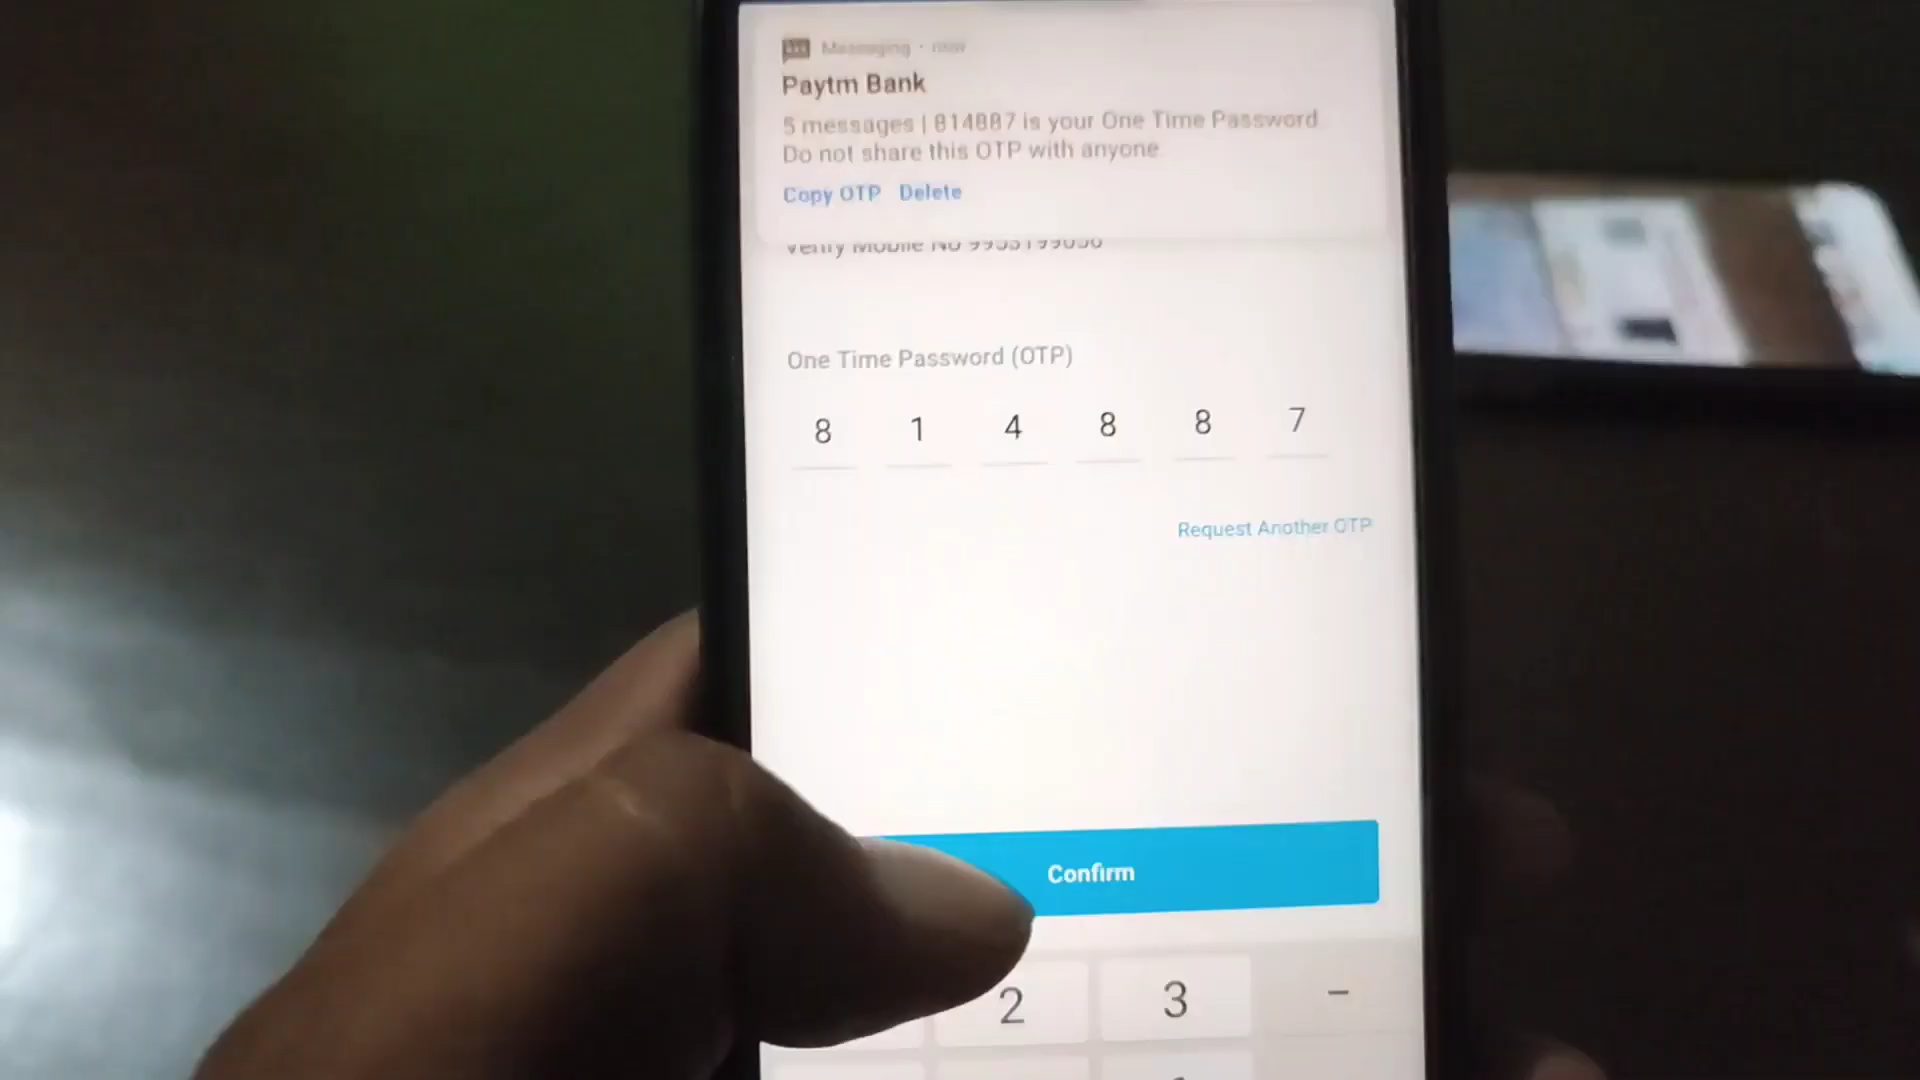 Messaging • now
Paytm Bank
5 messages | 814887 is your One Time Password
Do not share this OTP with anyone.
Copy OTP Delete
Verify Mobile No
One Time Password (OTP)
8 1 4 8 8 7
Request Another OTP
Confirm
2 3 –